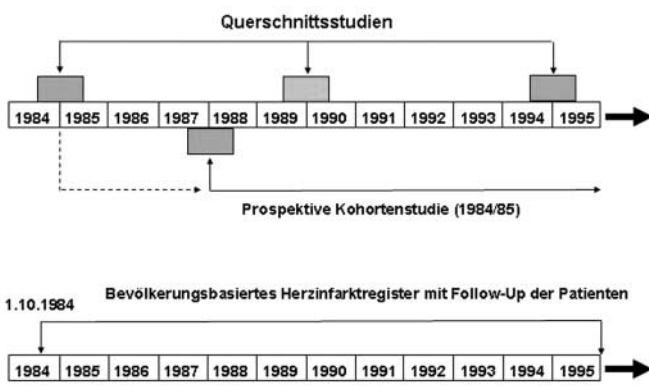 Querschnittsstudien
1984 1985 1986 1987 1988 1989 1990 1991 1992 1993 1994 1995
Prospektive Kohortenstudie (1984/85)
Bevölkerungsbasiertes Herzinfarktregister mit Follow-Up der Patienten
1.10.1984
1984 1985 1986 1987 1988 1989 1990 1991 1992 1993 1994 1995